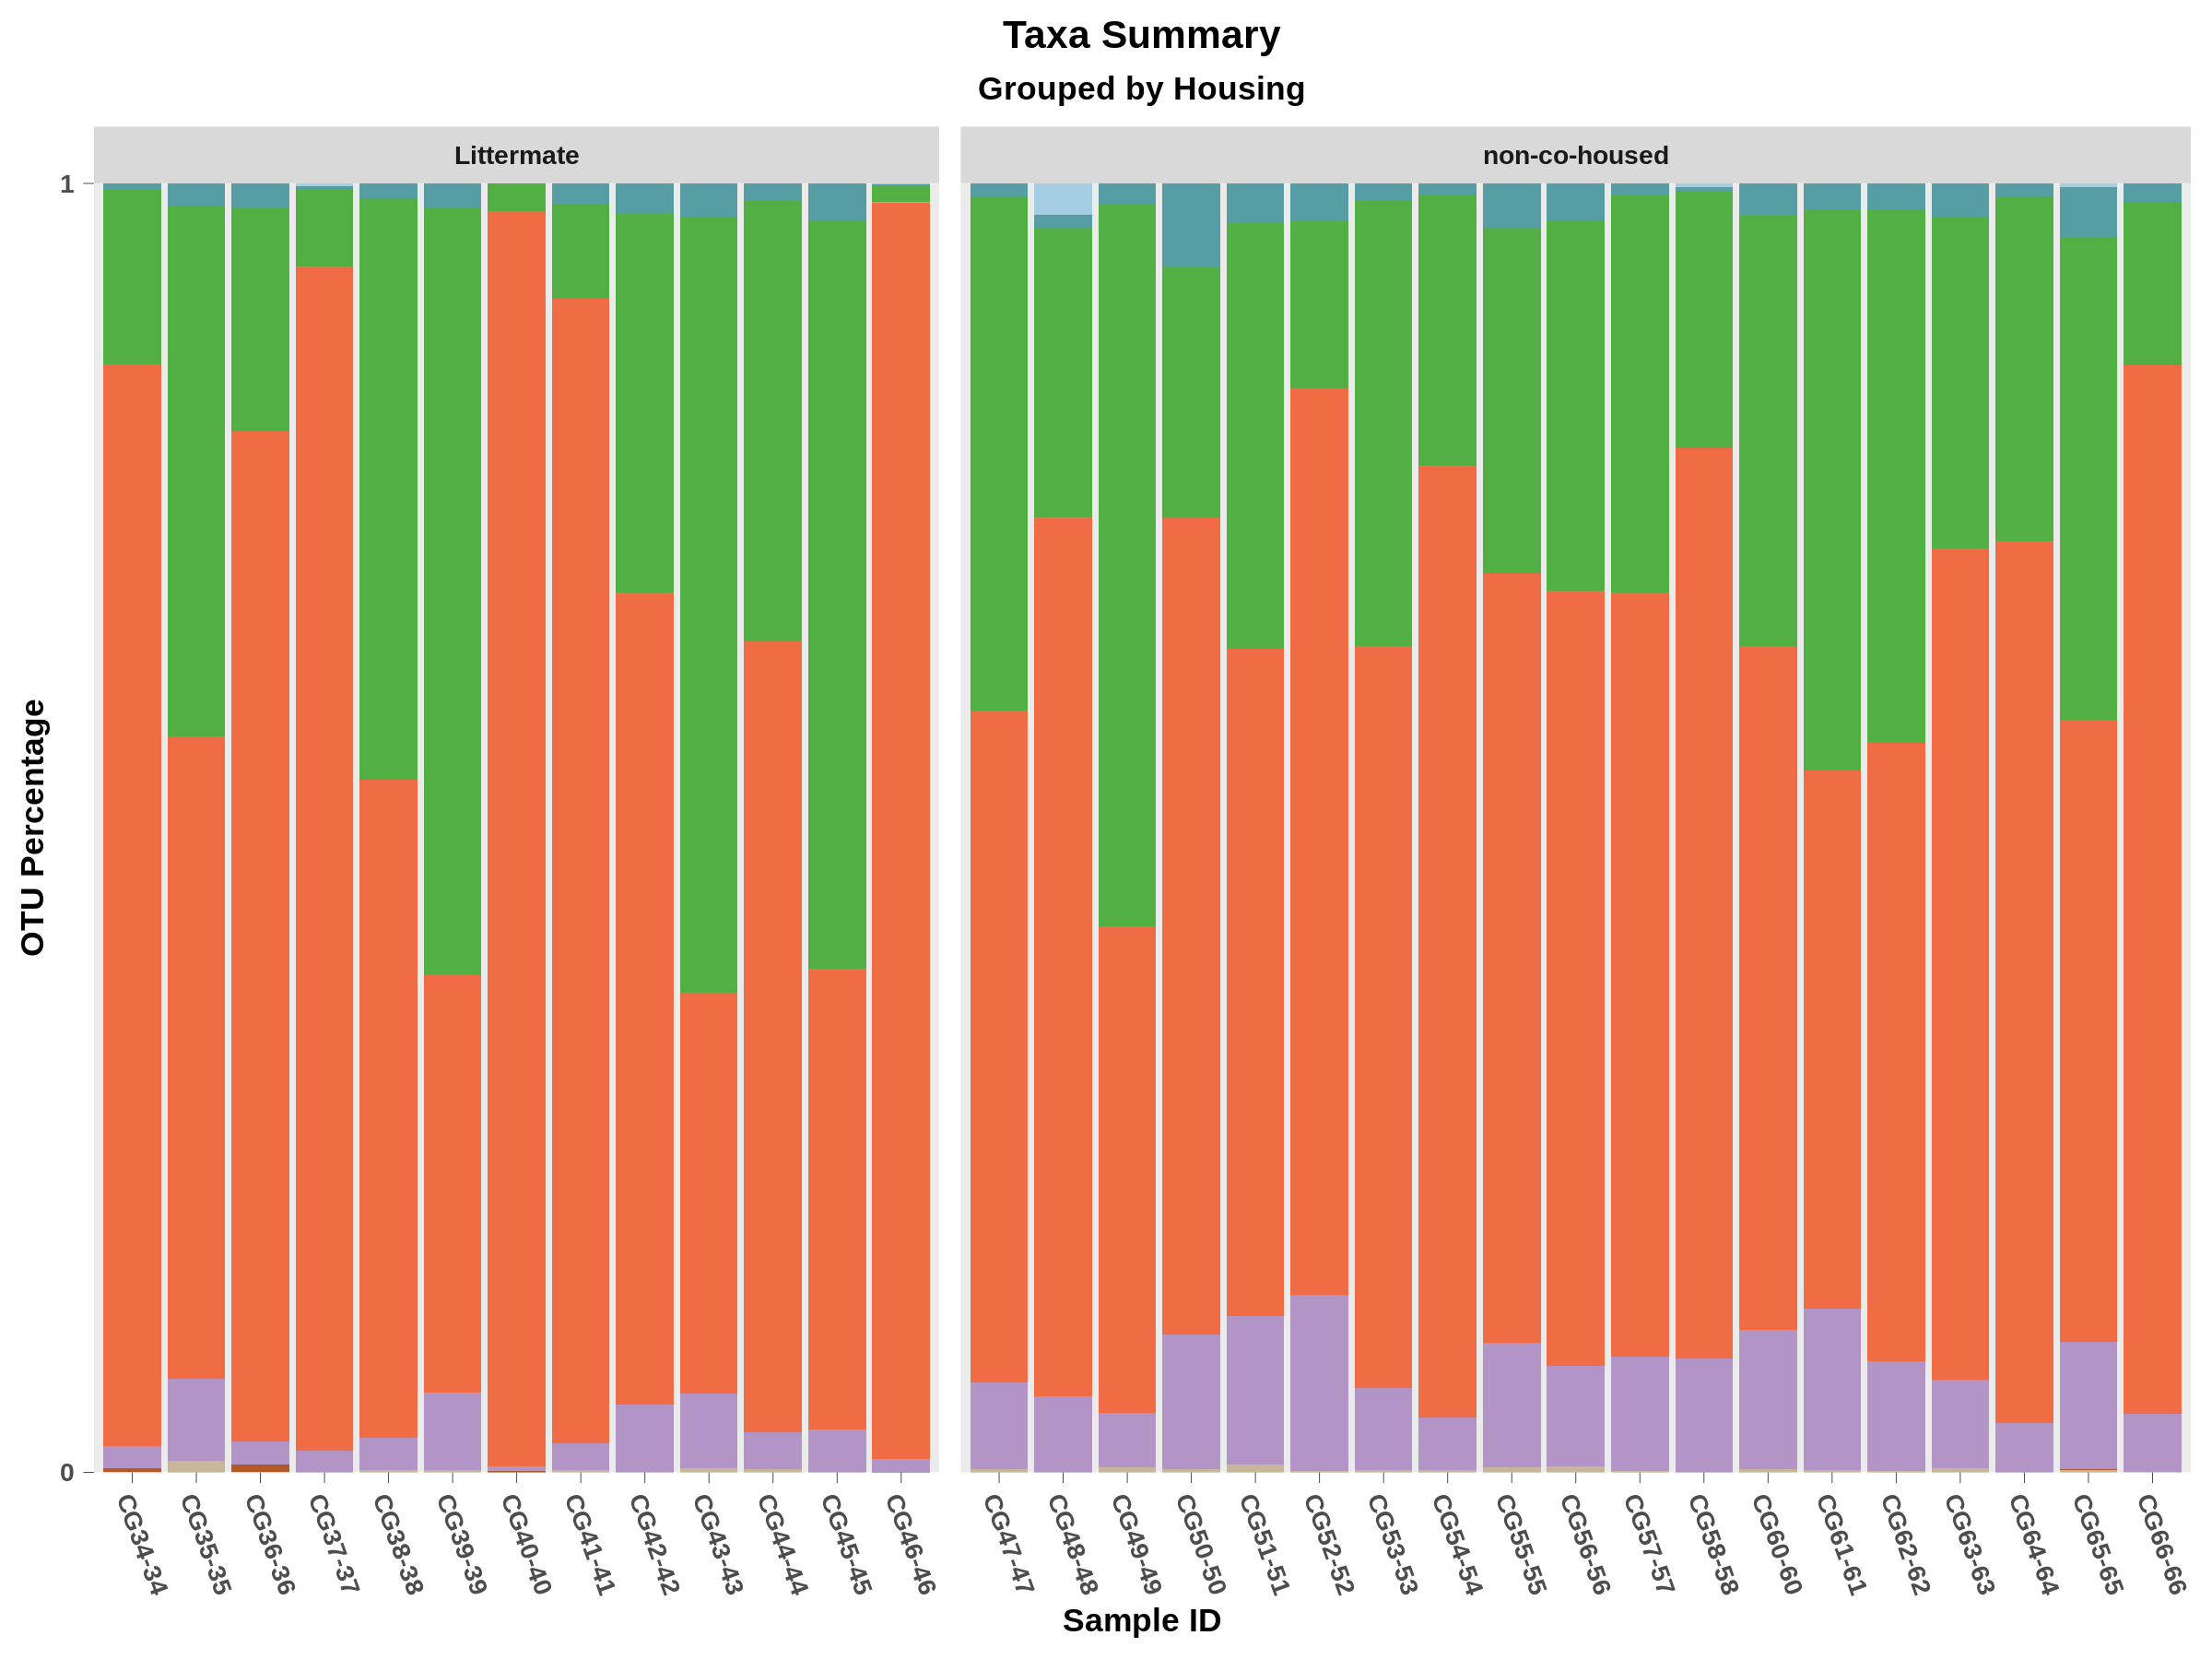 Taxa Summary
Grouped by Housing
Littermate
non-co-housed
1
0
OTU Percentage
CG34-34
CG35-35
CG36-36
CG37-37
CG38-38
CG39-39
CG40-40
CG41-41
CG42-42
CG43-43
CG44-44
CG45-45
CG46-46
CG47-47
CG48-48
CG49-49
CG50-50
CG51-51
CG52-52
CG53-53
CG54-54
CG55-55
CG56-56
CG57-57
CG58-58
CG60-60
CG61-61
CG62-62
CG63-63
CG64-64
CG65-65
CG66-66
Sample ID